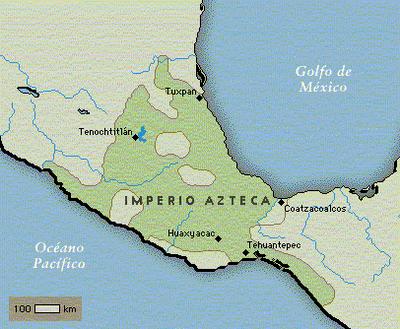 Golfo de
México
Tuxpan
Tenochtitlán
IMPERIO AZTECA
Coatzacoalcos
Huaxyacac
Tehuantepec
Océano
Pacífico
100 km